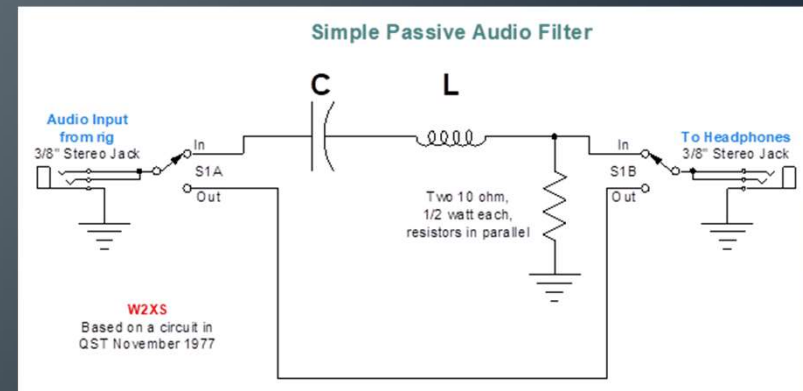 Simple Passive Audio Filter
C
L
Audio Input
from rig
3/8" Stereo Jack
In
S1A
Out
Two 10 ohm,
1/2 watt each,
resistors in parallel
In
S1B
Out
To Headphones
3/8" Stereo Jack
W2XS
Based on a circuit in
QST November 1977